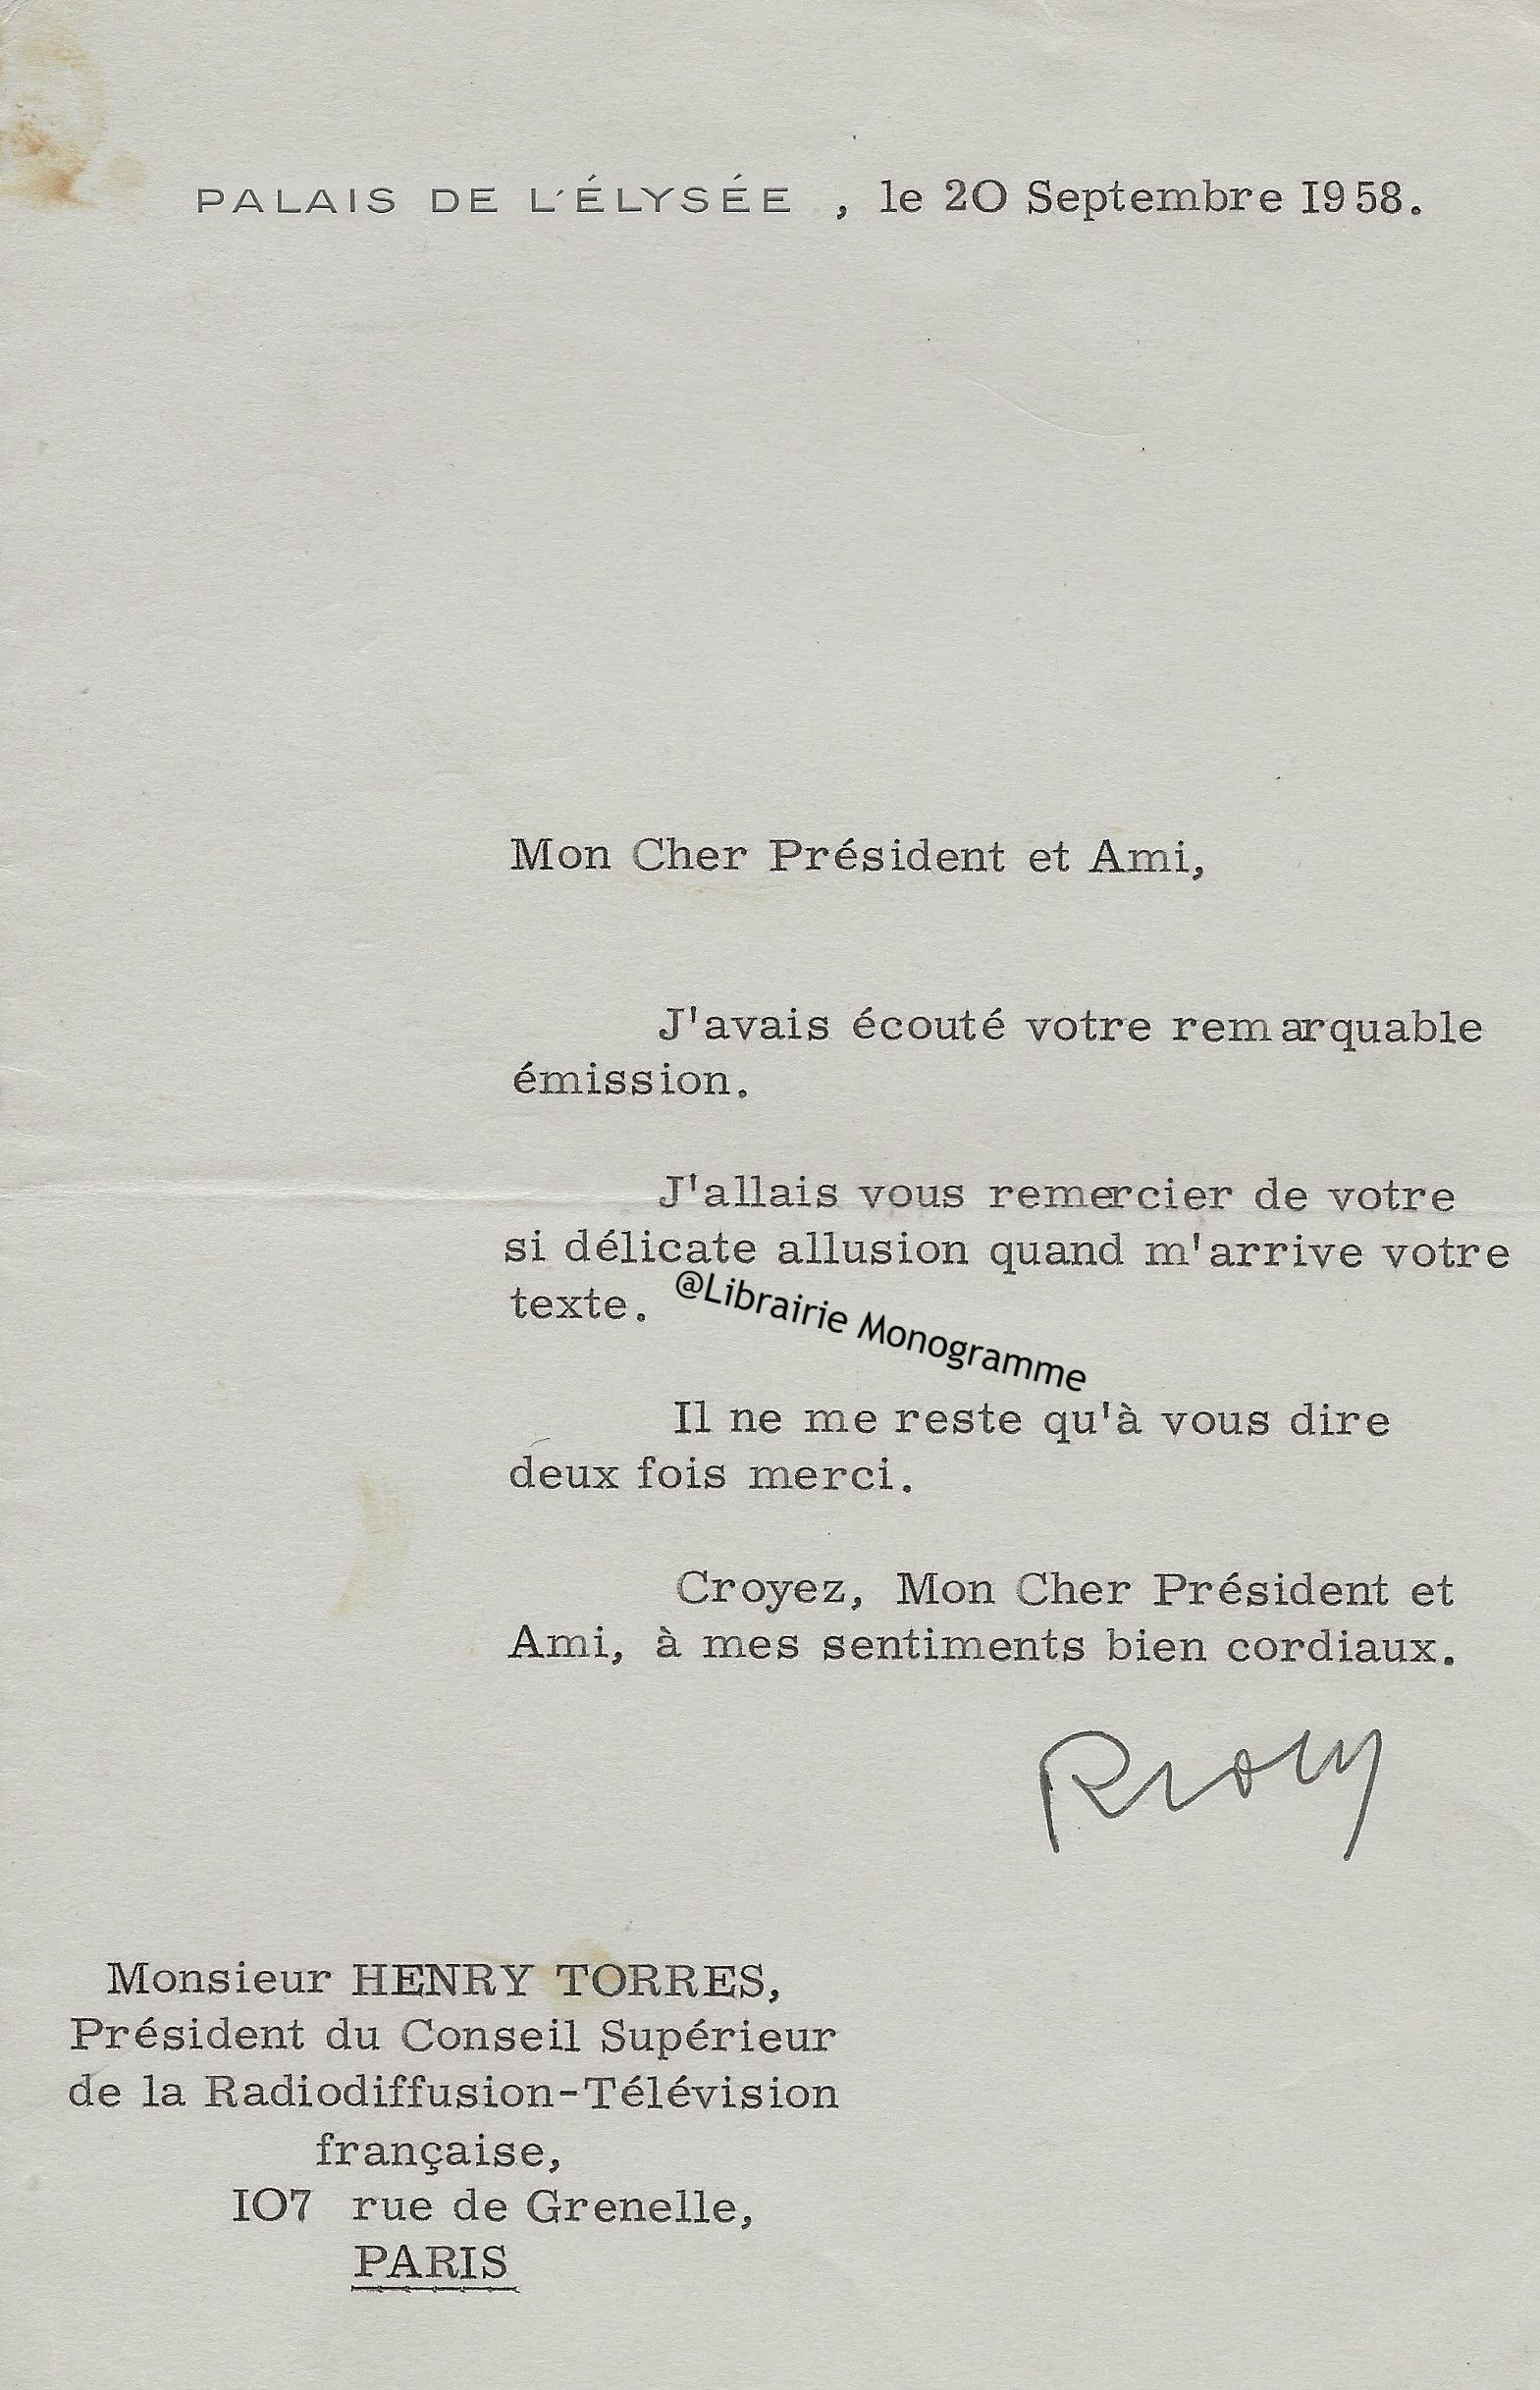 PALAIS DE L'ÉLYSÉE , le 20 Septembre I958.
Mon Cher Président et Ami,
J'avais écouté votre remarquable
émission.
J'allais vous remercier de votre
si délicate allusion quand m'arrive votre
texte.
@Librairie Monogramme
Il ne me reste qu'à vous dire
deux fois merci.
Croyez, Mon Cher Président et
Ami, à mes sentiments bien cordiaux.
Monsieur HENRY TORRES,
Président du Conseil Supérieur
de la Radiodiffusion-Télévision
française,
IO7 rue de Grenelle,
PARIS